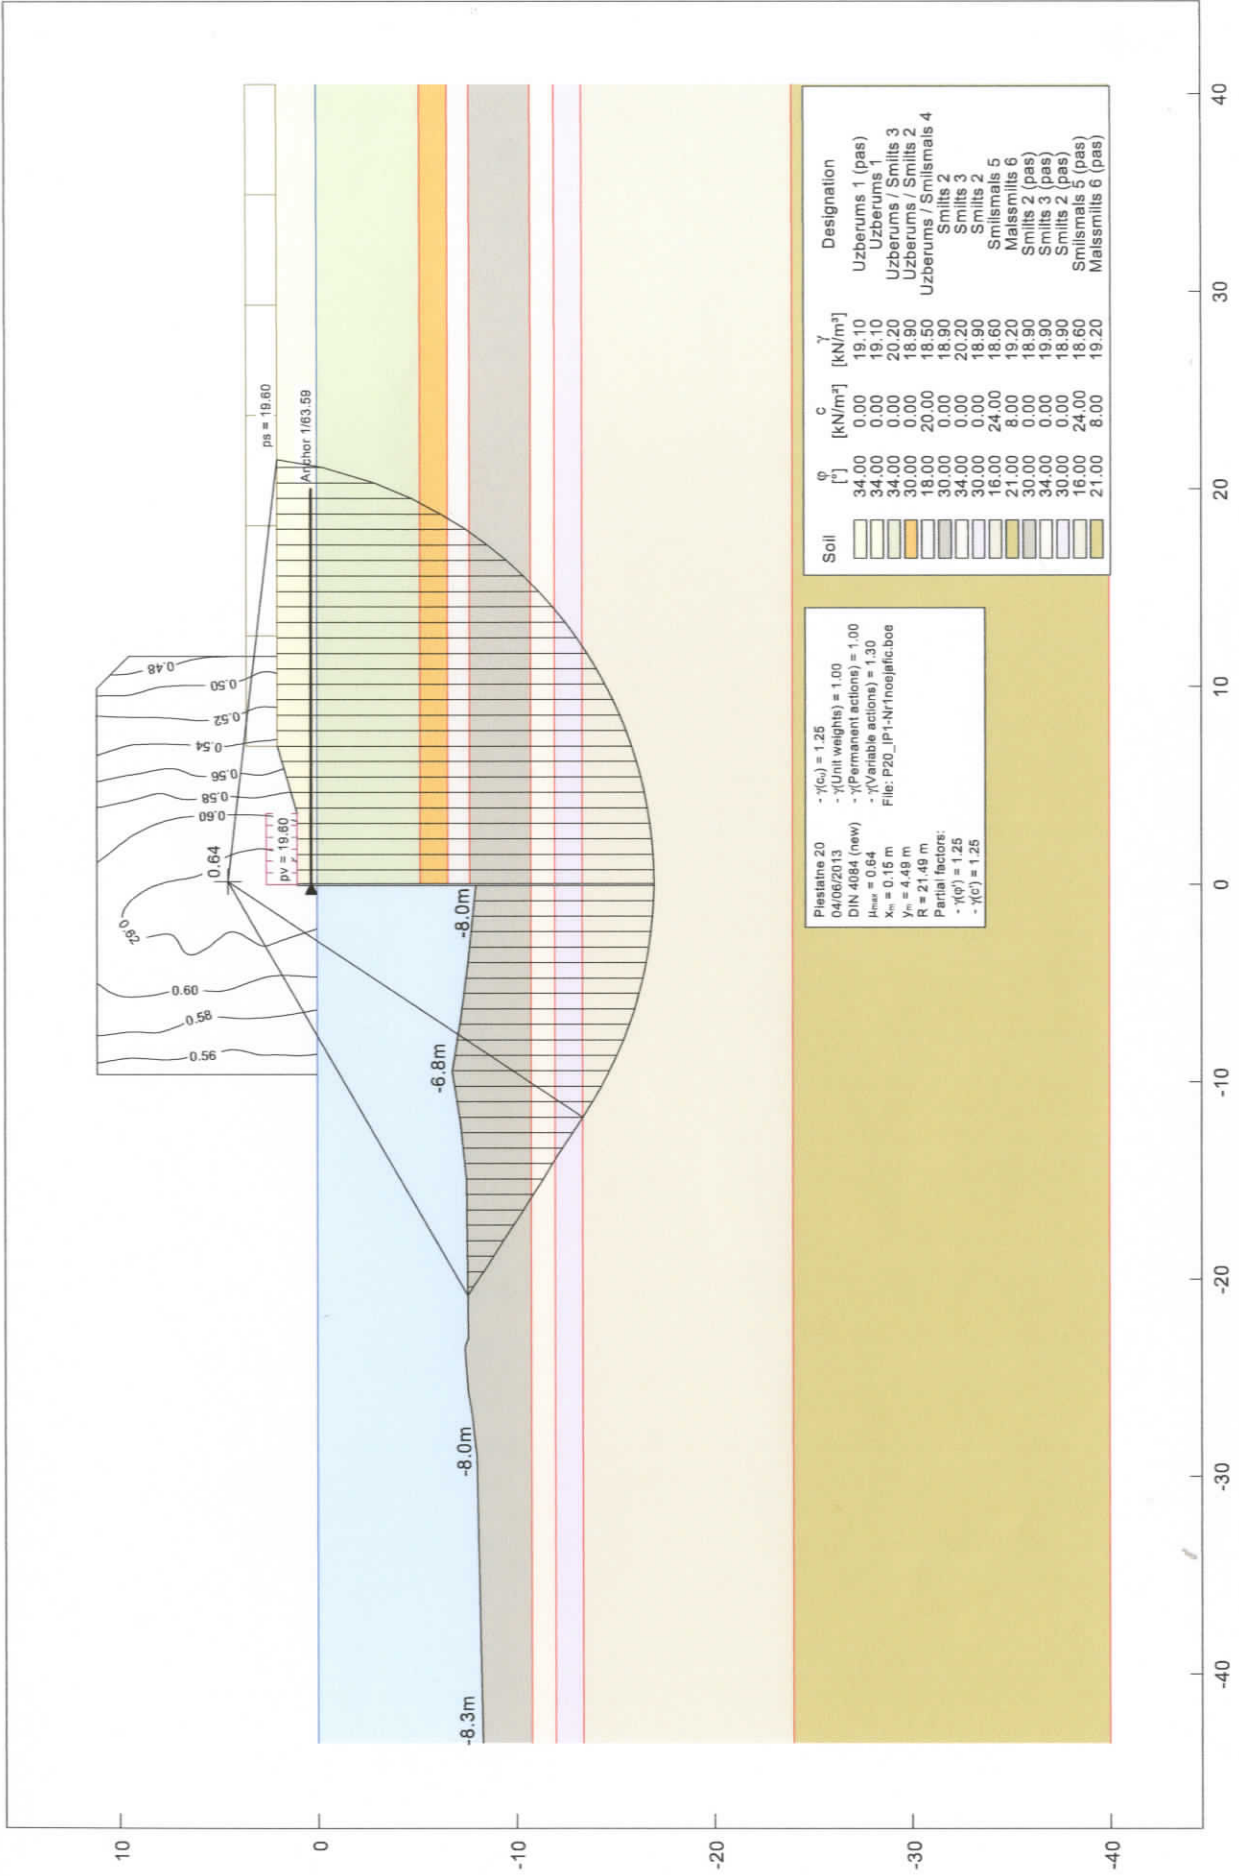 0.48
0.50
0.52
0.54
0.56
0.58
0.60
0.64
0.62
0.60
0.58
0.56
ps = 19.60
pv = 19.60
Anchor 1/63.59
-8.0m
-6.8m
-8.0m
-8.3m
Piestatne 20
04/06/2013
DIN 4084 (new)
μmax = 0.64
xm = 0.15 m
ym = 4.49 m
R = 21.49 m
Partial factors:
- γ(φ') = 1.25
- γ(c') = 1.25
- γ(cu) = 1.25
- γ(Unit weights) = 1.00
- γ(Permanent actions) = 1.00
- γ(Variable actions) = 1.30
File: P20_IP1-Nr1noejafic.boe
Soil φ [°] c [kN/m²] γ [kN/m³] Designation
34.00 0.00 19.10 Uzberums 1 (pas)
34.00 0.00 19.10 Uzberums 1
34.00 0.00 20.20 Uzberums / Smilts 3
30.00 0.00 18.90 Uzberums / Smilts 2
18.00 20.00 18.50 Uzberums / Smilsmals 4
30.00 0.00 18.90 Smilts 2
34.00 0.00 20.20 Smilts 3
30.00 0.00 18.90 Smilts 2
16.00 24.00 18.60 Smilsmals 5
21.00 8.00 19.20 Malssmilts 6
30.00 0.00 18.90 Smilts 2 (pas)
34.00 0.00 19.90 Smilts 3 (pas)
30.00 0.00 18.90 Smilts 2 (pas)
16.00 24.00 18.60 Smilsmals 5 (pas)
21.00 8.00 19.20 Malssmilts 6 (pas)
10
0
-10
-20
-30
-40
-40
-30
-20
-10
0
10
20
30
40